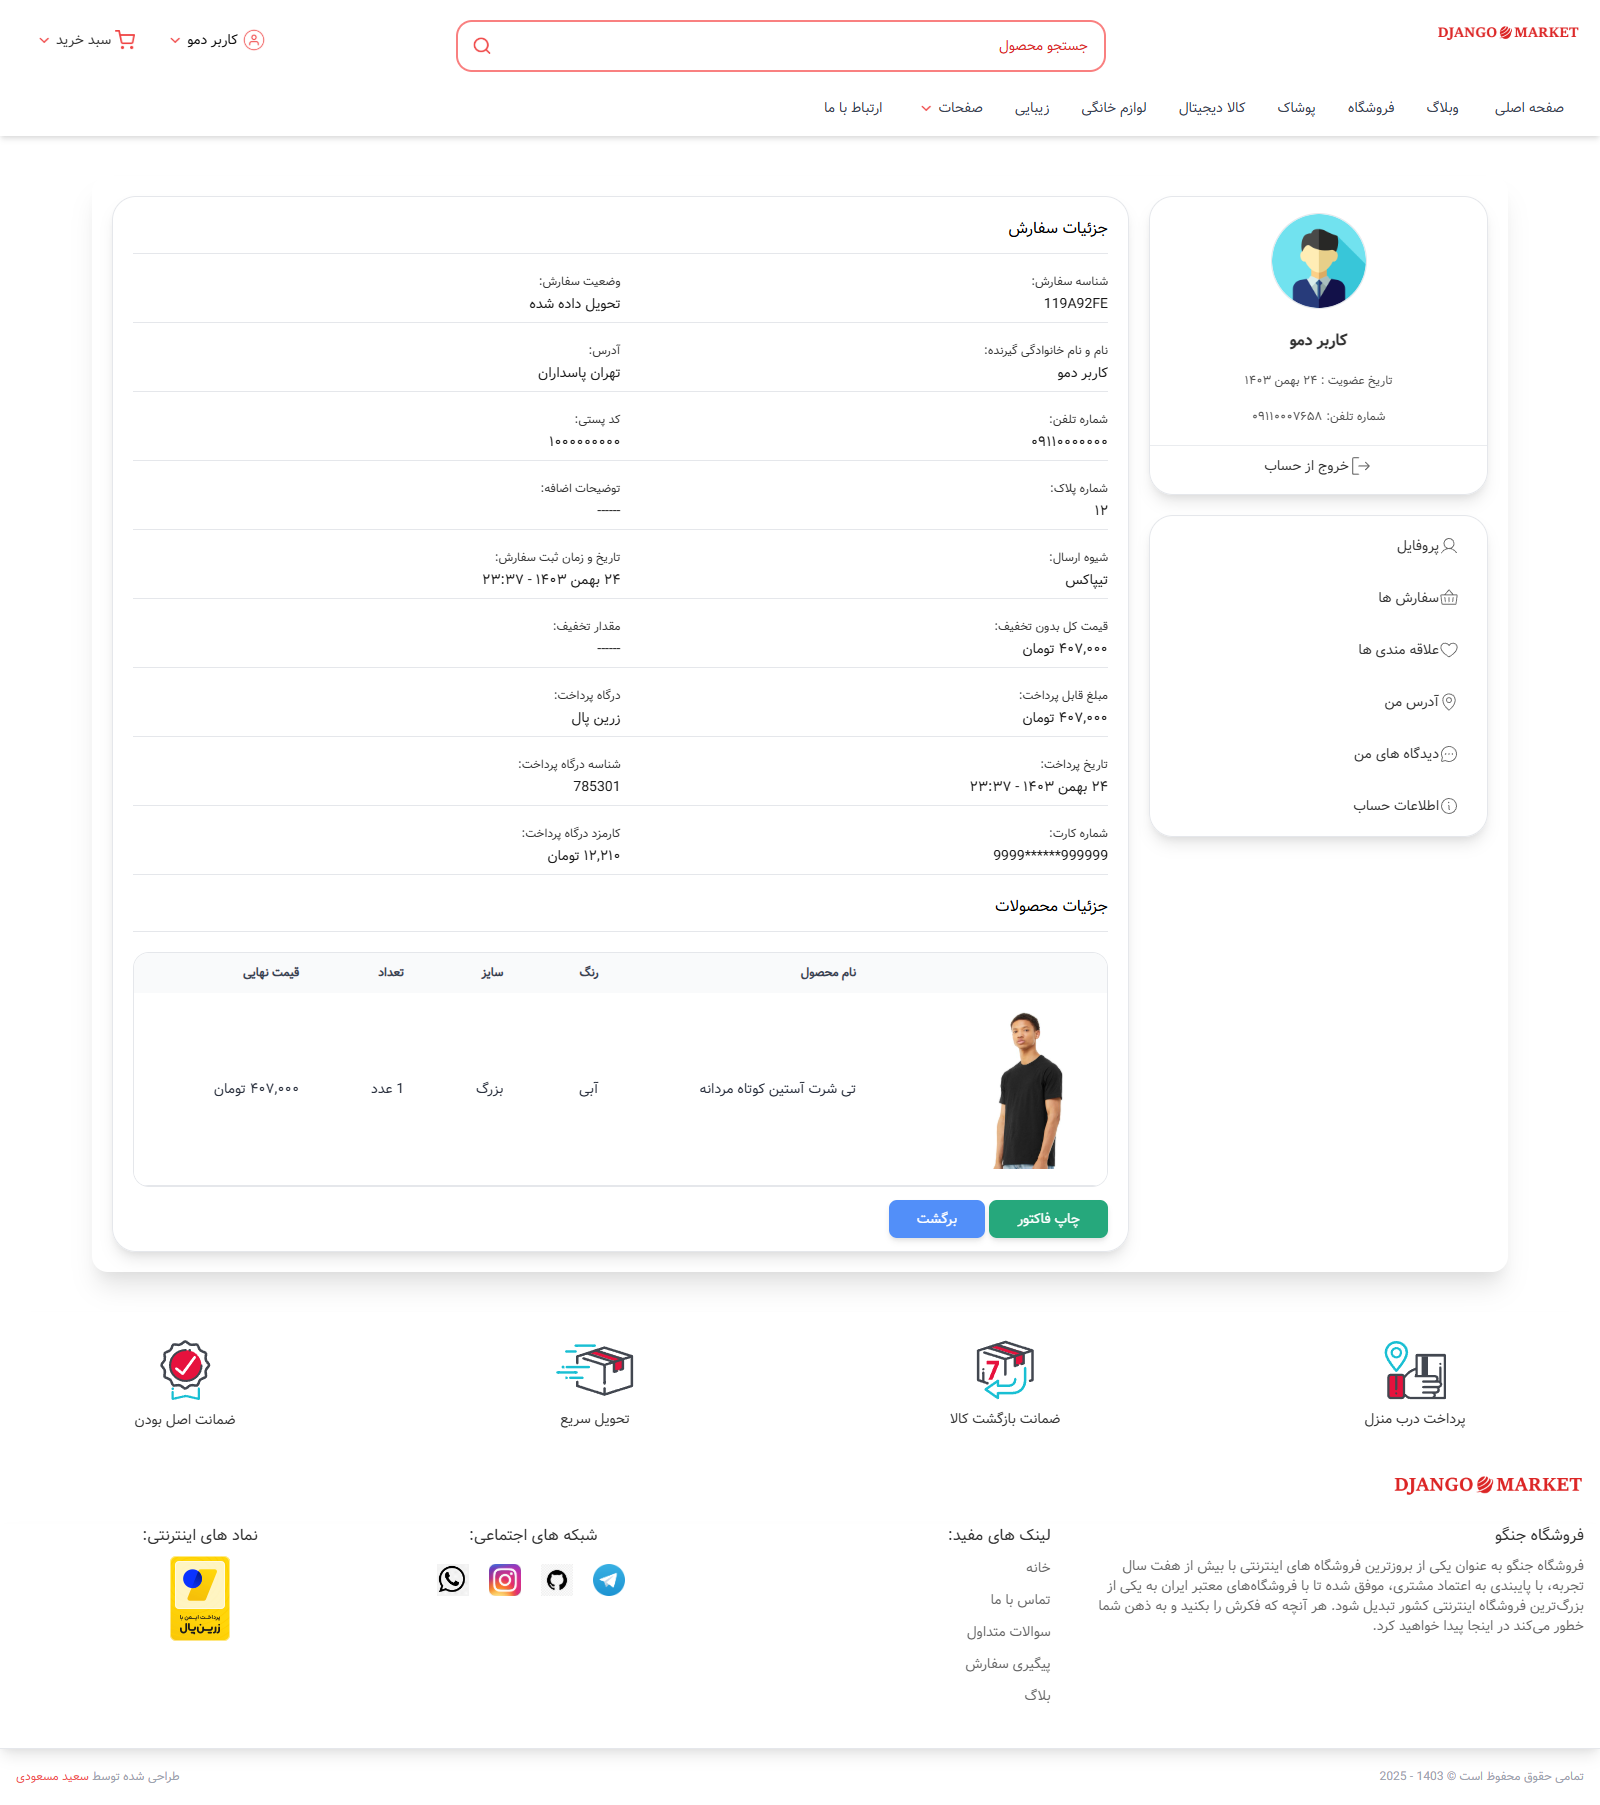 DJANGO MARKET
جستجو محصول
کاربر دمو
سبد خرید
صفحه اصلی
وبلاگ
فروشگاه
پوشاک
کالا دیجیتال
لوازم خانگی
زیبایی
صفحات
ارتباط با ما
کاربر دمو
تاریخ عضویت : ۲۴ بهمن ۱۴۰۳
شماره تلفن: ۰۹۱۱۰۰۰۷۶۵۸
خروج از حساب
پروفایل
سفارش ها
علاقه مندی ها
آدرس من
دیدگاه های من
اطلاعات حساب
جزئیات سفارش
شناسه سفارش:
119A92FE
وضعیت سفارش:
تحویل داده شده
نام و نام خانوادگی گیرنده:
کاربر دمو
آدرس:
تهران پاسداران
شماره تلفن:
۰۹۱۱۰۰۰۰۰۰۰
کد پستی:
۱۰۰۰۰۰۰۰۰۰
شماره پلاک:
۱۲
توضیحات اضافه:
------
شیوه ارسال:
تیپاکس
تاریخ و زمان ثبت سفارش:
۲۴ بهمن ۱۴۰۳ - ۲۳:۳۷
قیمت کل بدون تخفیف:
۴۰۷,۰۰۰ تومان
مقدار تخفیف:
------
مبلغ قابل پرداخت:
۴۰۷,۰۰۰ تومان
درگاه پرداخت:
زرین پال
تاریخ پرداخت:
۲۴ بهمن ۱۴۰۳ - ۲۳:۳۷
شناسه درگاه پرداخت:
785301
شماره کارت:
9999******999999
کارمزد درگاه پرداخت:
۱۲,۲۱۰ تومان
جزئیات محصولات
نام محصول
رنگ
سایز
تعداد
قیمت نهایی
تی شرت آستین کوتاه مردانه
آبی
بزرگ
1 عدد
۴۰۷,۰۰۰ تومان
چاپ فاکتور
برگشت
پرداخت درب منزل
7
ضمانت بازگشت کالا
تحویل سریع
ضمانت اصل بودن
DJANGO MARKET
فروشگاه جنگو
فروشگاه جنگو به عنوان یکی از بروزترین فروشگاه های اینترنتی با بیش از هفت سال
تجربه، با پایبندی به اعتماد مشتری، موفق شده تا با فروشگاه‌های معتبر ایران به یکی از
بزرگ‌ترین فروشگاه اینترنتی کشور تبدیل شود. هر آنچه که فکرش را بکنید و به ذهن شما
خطور می‌کند در اینجا پیدا خواهید کرد.
لینک های مفید:
خانه
تماس با ما
سوالات متداول
پیگیری سفارش
بلاگ
شبکه های اجتماعی:
نماد های اینترنتی:
پرداخت ایمن با
زرین‌پال
تمامی حقوق محفوظ است © 1403 - 2025
طراحی شده توسط سعید مسعودی